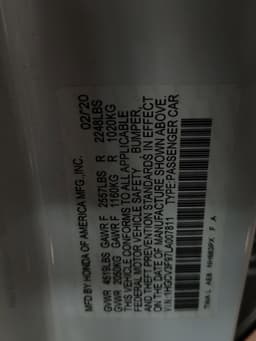 MFD BY HONDA OF AMERICA MFG., INC. 02/20
GVWR 4519LBS GAWR F 2557LBS R 2248LBS
GVWR 2050KG GAWR F 1160KG R 1020KG
THIS VEHICLE CONFORMS TO ALL APPLICABLE
FEDERAL MOTOR VEHICLE SAFETY, BUMPER,
AND THEFT PREVENTION STANDARDS IN EFFECT
ON THE DATE OF MANUFACTURE SHOWN ABOVE.
V.I.N: TYPE:PASSENGER CAR
F A